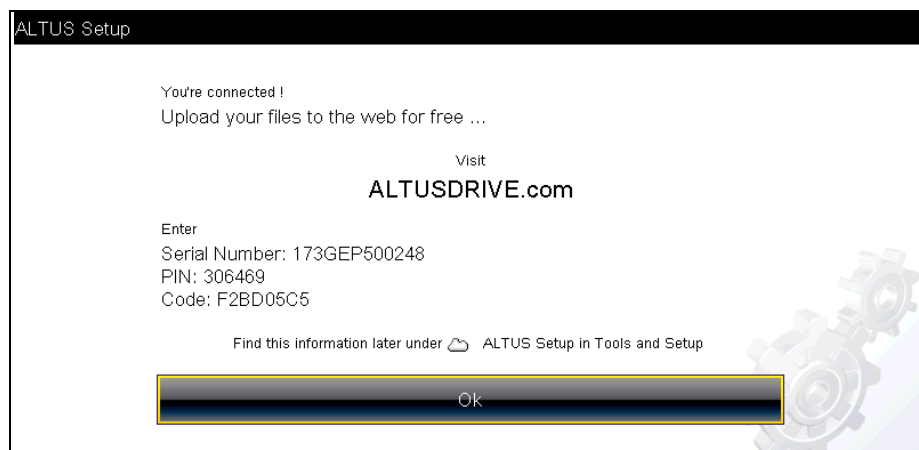 ALTUS Setup
You're connected !
Upload your files to the web for free ...
Visit
ALTUSDRIVE.com
Enter
Serial Number: 173GEP500248
PIN: 306469
Code: F2BD05C5
Find this information later under ALTUS Setup in Tools and Setup
Ok